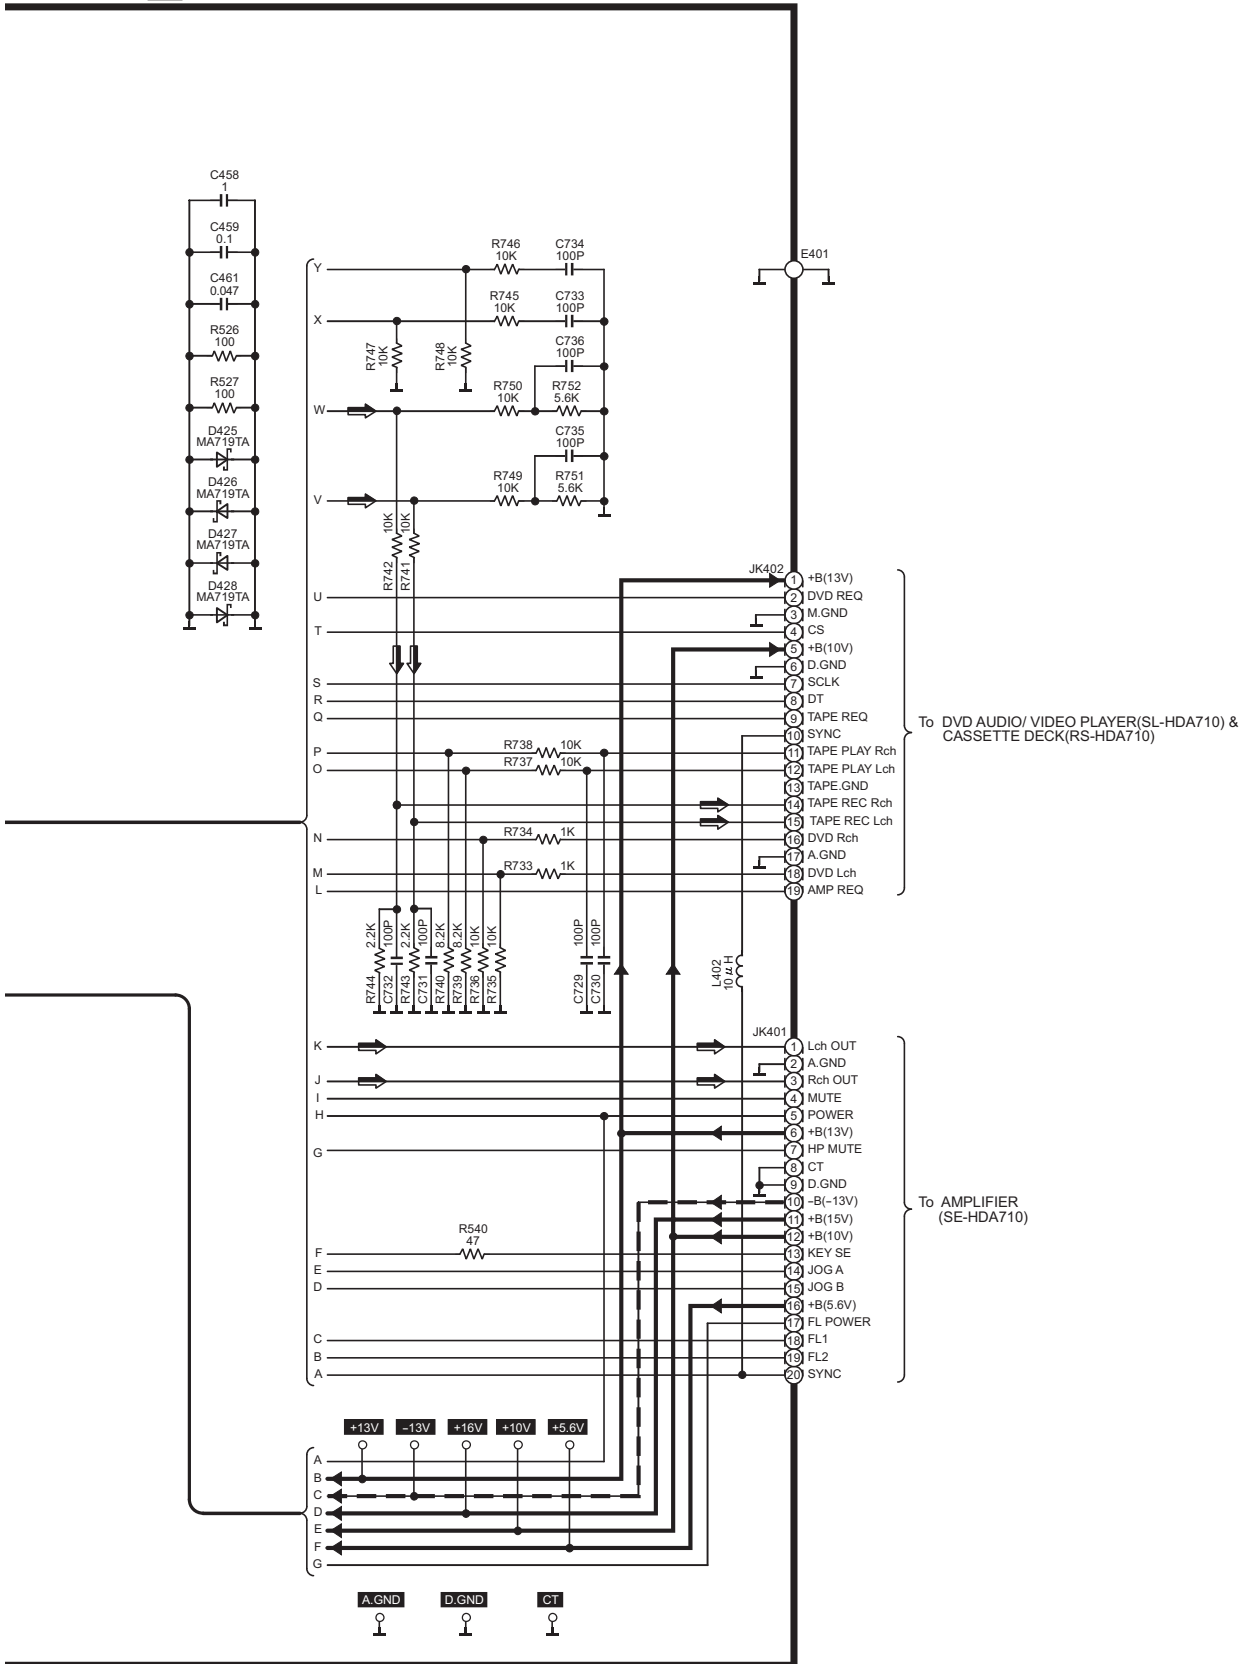 C458
1
C459
0.1
C461
0.047
R526
100
R527
100
D425
MA719TA
D426
MA719TA
D427
MA719TA
D428
MA719TA
Y
R746
10K
C734
100P
E401
X
R745
10K
C733
100P
R747
10K
R748
10K
C736
100P
W
R750
10K
R752
5.6K
C735
100P
V
R749
10K
R751
5.6K
R742
10K
R741
10K
JK402
U
T
S
R
Q
P
O
N
M
L
R738 10K
R737 10K
R734 1K
R733 1K
1 +B(13V)
2 DVD REQ
3 M.GND
4 CS
5 +B(10V)
6 D.GND
7 SCLK
8 DT
9 TAPE REQ
10 SYNC
11 TAPE PLAY Rch
12 TAPE PLAY Lch
13 TAPE.GND
14 TAPE REC Rch
15 TAPE REC Lch
16 DVD Rch
17 A.GND
18 DVD Lch
19 AMP REQ
To DVD AUDIO/ VIDEO PLAYER(SL-HDA710) &
CASSETTE DECK(RS-HDA710)
R744 2.2K
C732 100P
R743 2.2K
C731 100P
R740 8.2K
R739 8.2K
R736 10K
R735 10K
C729 100P
C730 100P
L402
10 μH
JK401
K
J
I
H
G
F
E
D
C
B
A
R540
47
1 Lch OUT
2 A.GND
3 Rch OUT
4 MUTE
5 POWER
6 +B(13V)
7 HP MUTE
8 CT
9 D.GND
10 -B(-13V)
11 +B(15V)
12 +B(10V)
13 KEY SE
14 JOG A
15 JOG B
16 +B(5.6V)
17 FL POWER
18 FL1
19 FL2
20 SYNC
To AMPLIFIER
(SE-HDA710)
+13V -13V +16V +10V +5.6V
A
B
C
D
E
F
G
A.GND D.GND CT